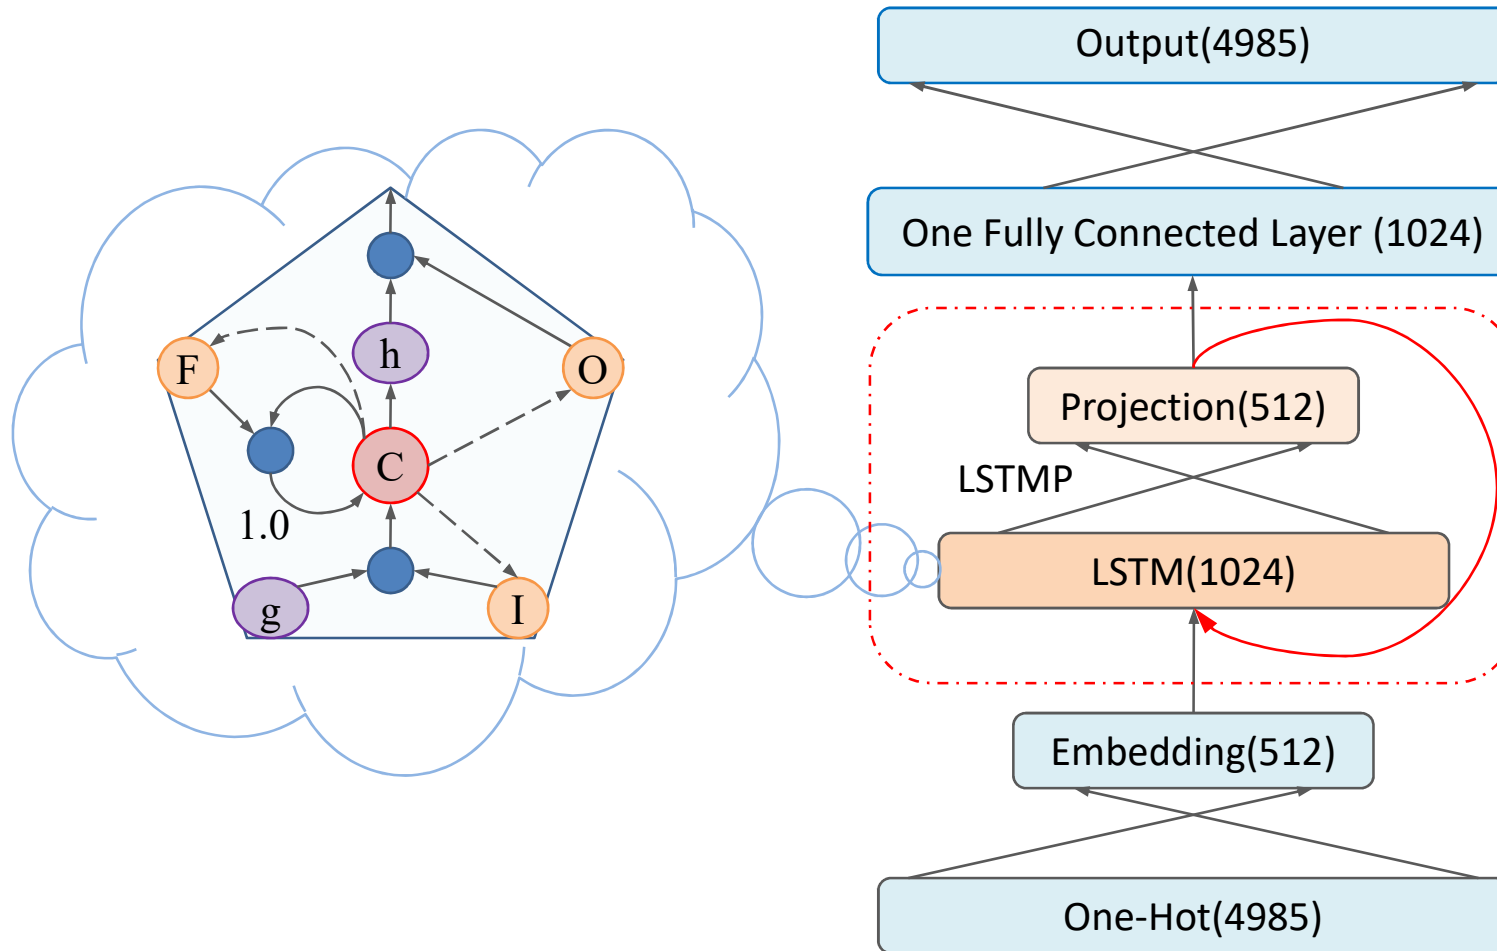 Output(4985)
One Fully Connected Layer (1024)
Projection(512)
LSTMP
LSTM(1024)
Embedding(512)
One-Hot(4985)
h
F
O
C
1.0
g
I